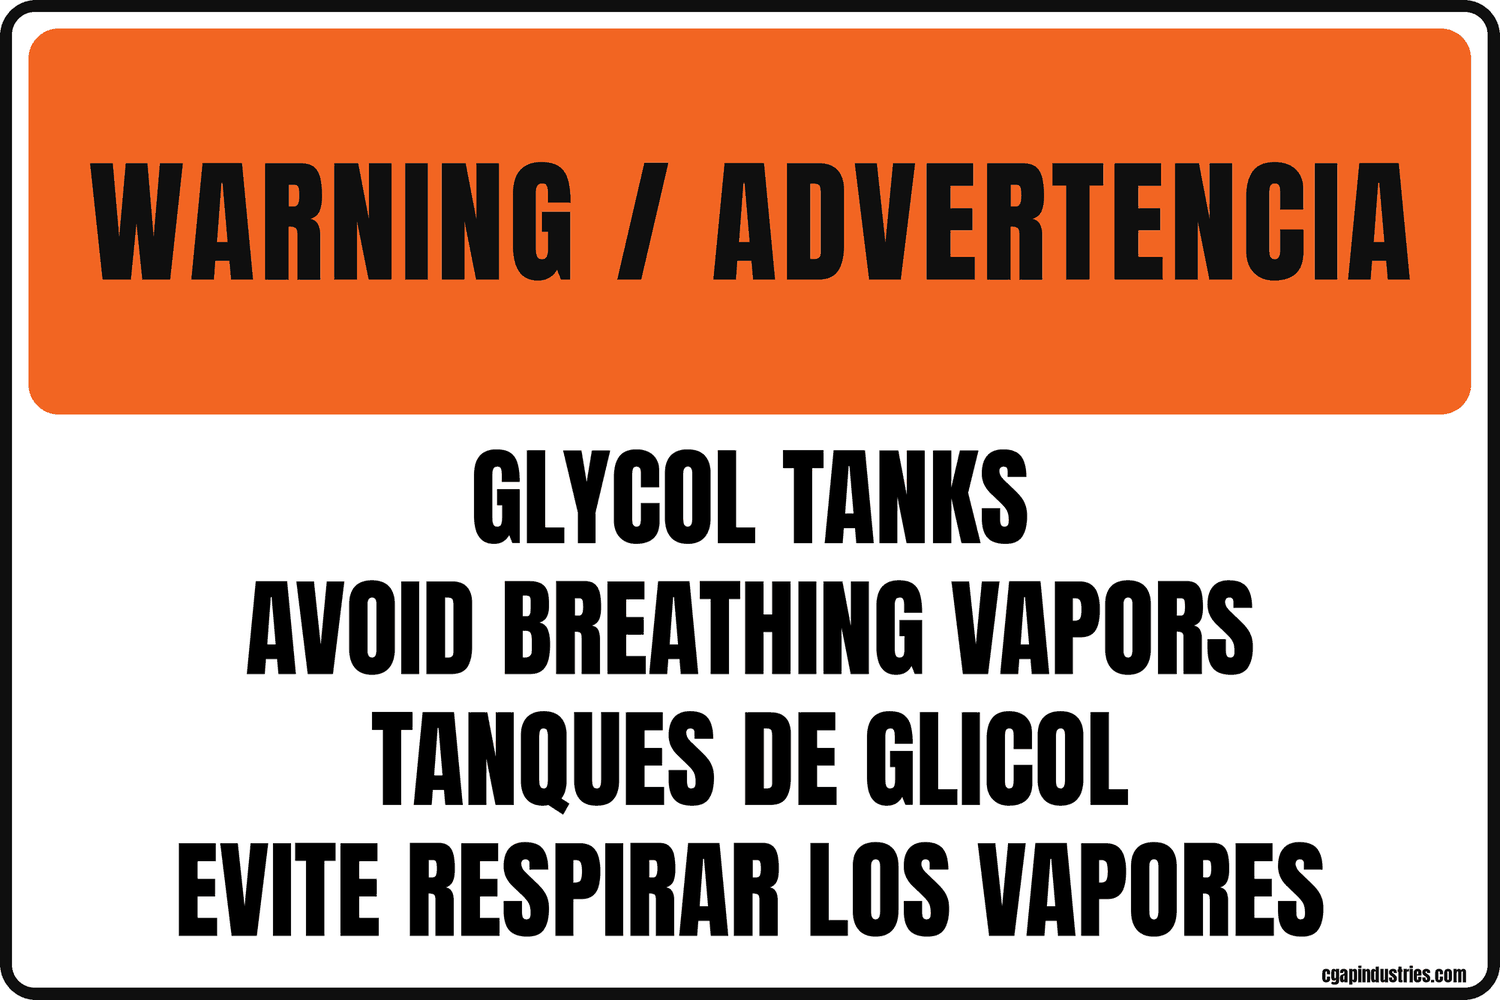 WARNING / ADVERTENCIA
GLYCOL TANKS
AVOID BREATHING VAPORS
TANQUES DE GLICOL
EVITE RESPIRAR LOS VAPORES
cgapindustries.com